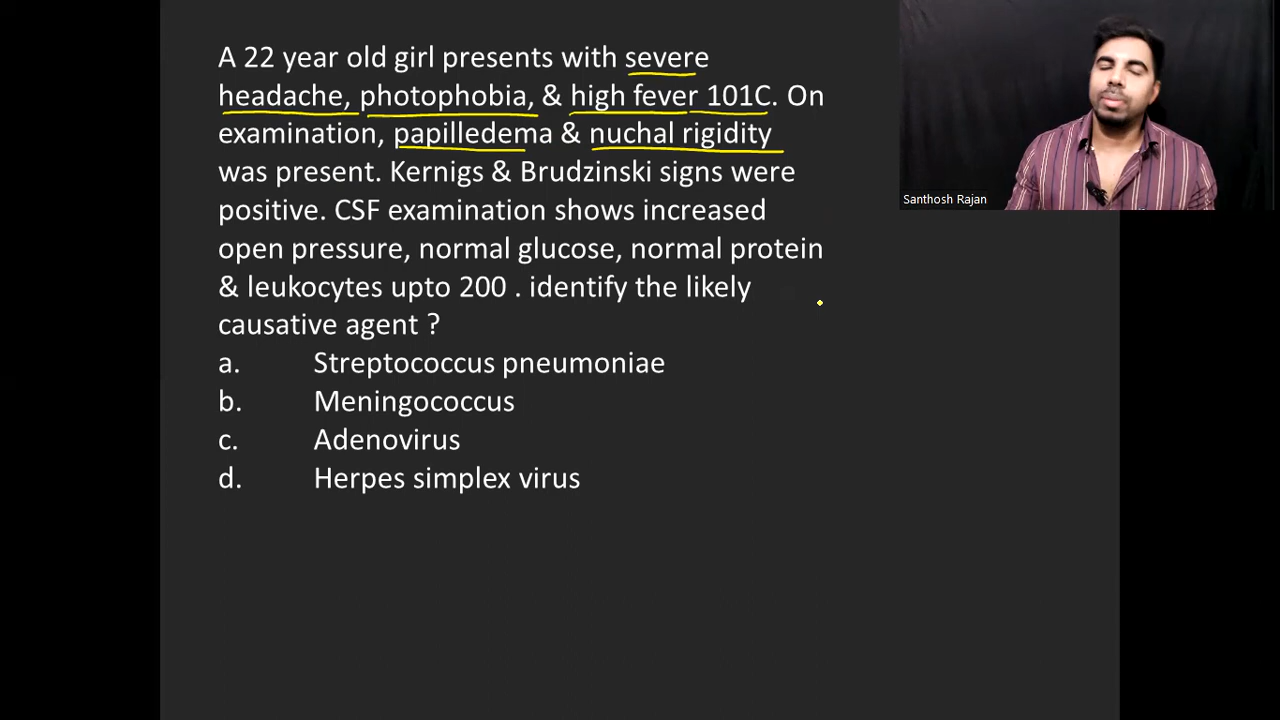 A 22 year old girl presents with severe
headache, photophobia, & high fever 101C. On
examination, papilledema & nuchal rigidity
was present. Kernigs & Brudzinski signs were
positive. CSF examination shows increased
open pressure, normal glucose, normal protein
& leukocytes upto 200 . identify the likely
causative agent ?
a. Streptococcus pneumoniae
b. Meningococcus
c. Adenovirus
d. Herpes simplex virus
Santhosh Rajan